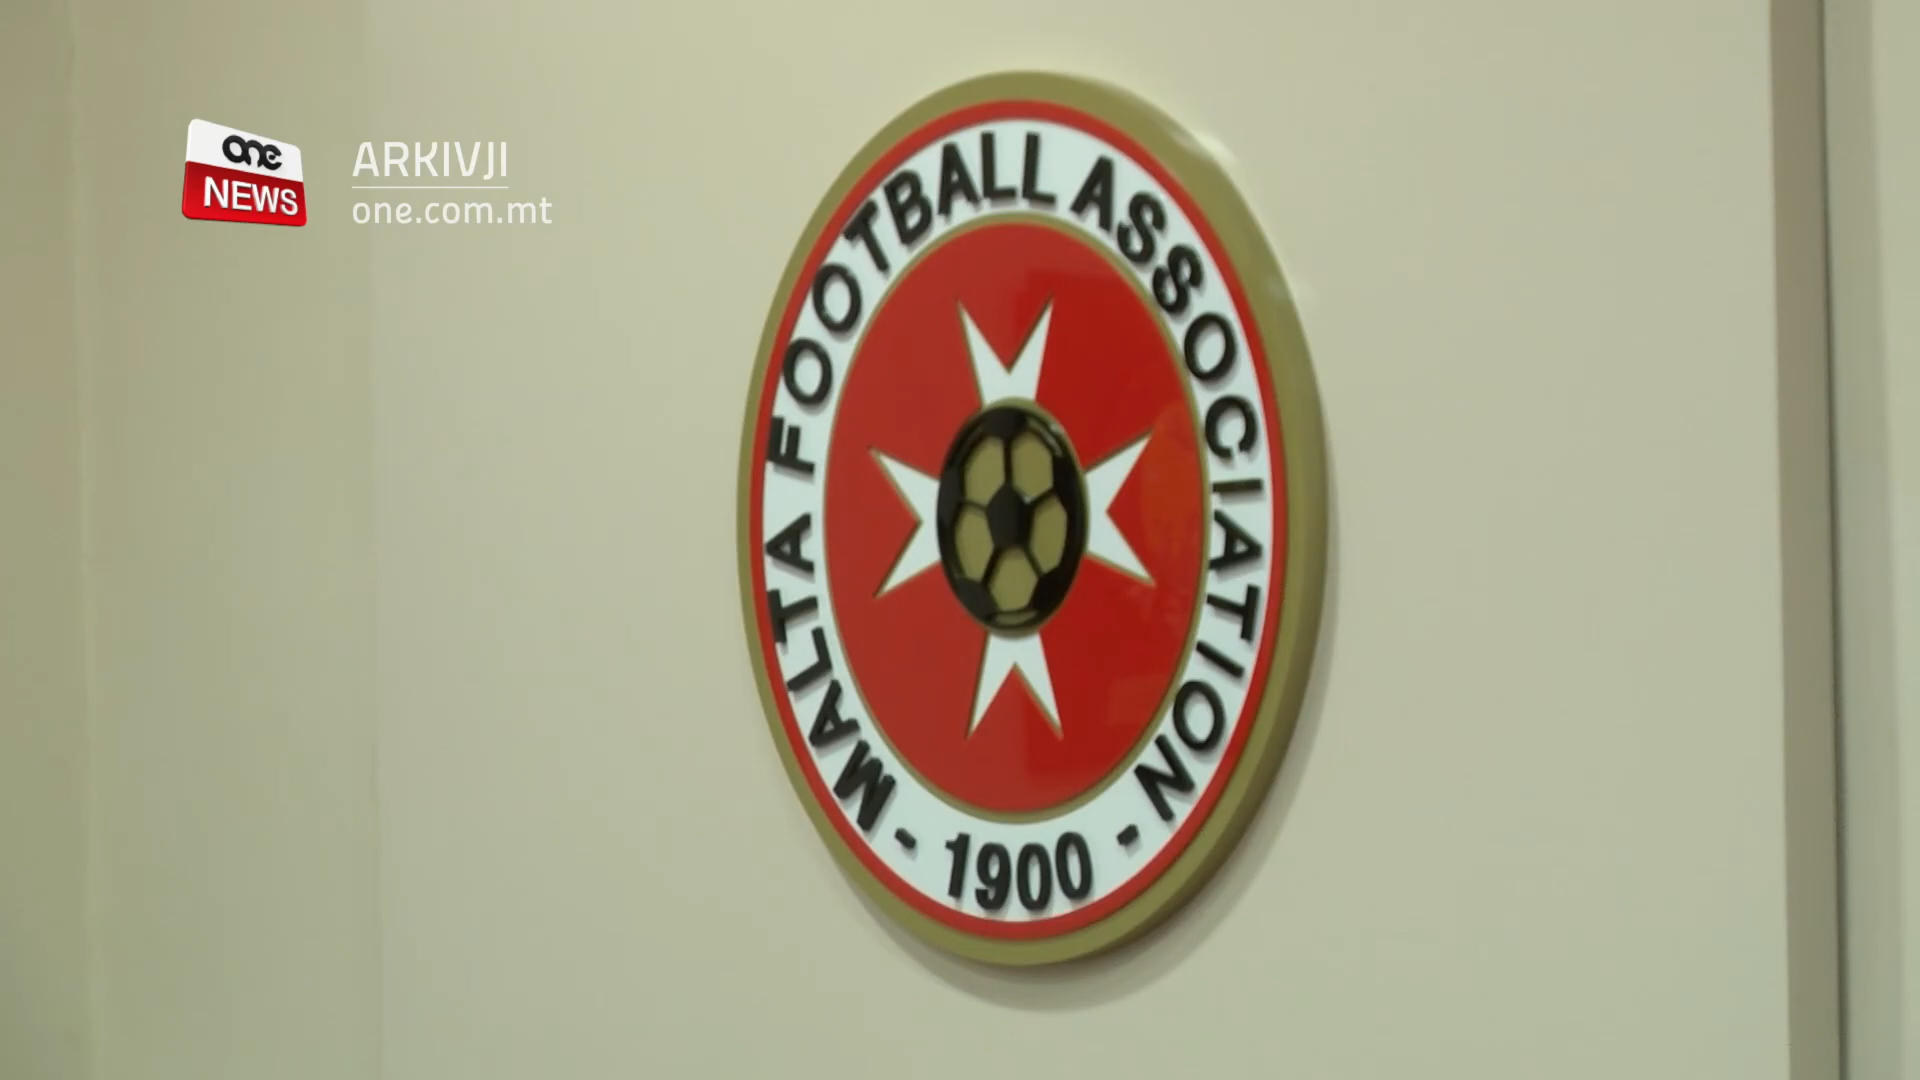 one
NEWS
ARKIVJI
one.com.mt
MALTA FOOTBALL ASSOCIATION
- 1900 -